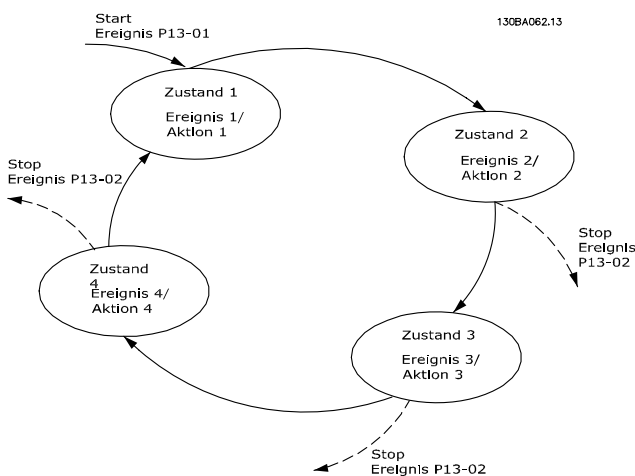 Start
Ereignis P13-01
130BA062.13
Zustand 1
Ereignis 1/
Aktion 1
Zustand 2
Ereignis 2/
Aktion 2
Stop
Ereignis P13-02
Stop
Ereignis
P13-02
Zustand
4
Ereignis 4/
Aktion 4
Zustand 3
Ereignis 3/
Aktion 3
Stop
Ereignis P13-02